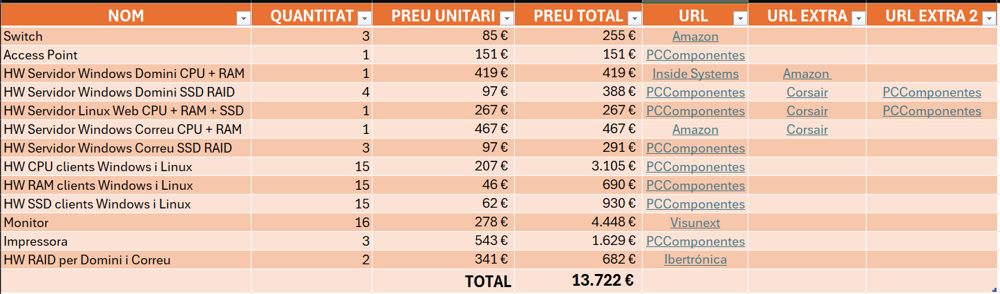 NOM QUANTITAT PREU UNITARI PREU TOTAL URL URL EXTRA URL EXTRA 2
Switch 3 85 € 255 € Amazon
Access Point 1 151 € 151 € PCComponentes
HW Servidor Windows Domini CPU + RAM 1 419 € 419 € Inside Systems Amazon
HW Servidor Windows Domini SSD RAID 4 97 € 388 € PCComponentes Corsair PCComponentes
HW Servidor Linux Web CPU + RAM + SSD 1 267 € 267 € PCComponentes Corsair PCComponentes
HW Servidor Windows Correu CPU + RAM 1 467 € 467 € Amazon Corsair
HW Servidor Windows Correu SSD RAID 3 97 € 291 € PCComponentes
HW CPU clients Windows i Linux 15 207 € 3.105 € PCComponentes
HW RAM clients Windows i Linux 15 46 € 690 € PCComponentes
HW SSD clients Windows i Linux 15 62 € 930 € PCComponentes
Monitor 16 278 € 4.448 € Visunext
Impressora 3 543 € 1.629 € PCComponentes
HW RAID per Domini i Correu 2 341 € 682 € Ibertrónica
TOTAL 13.722 €